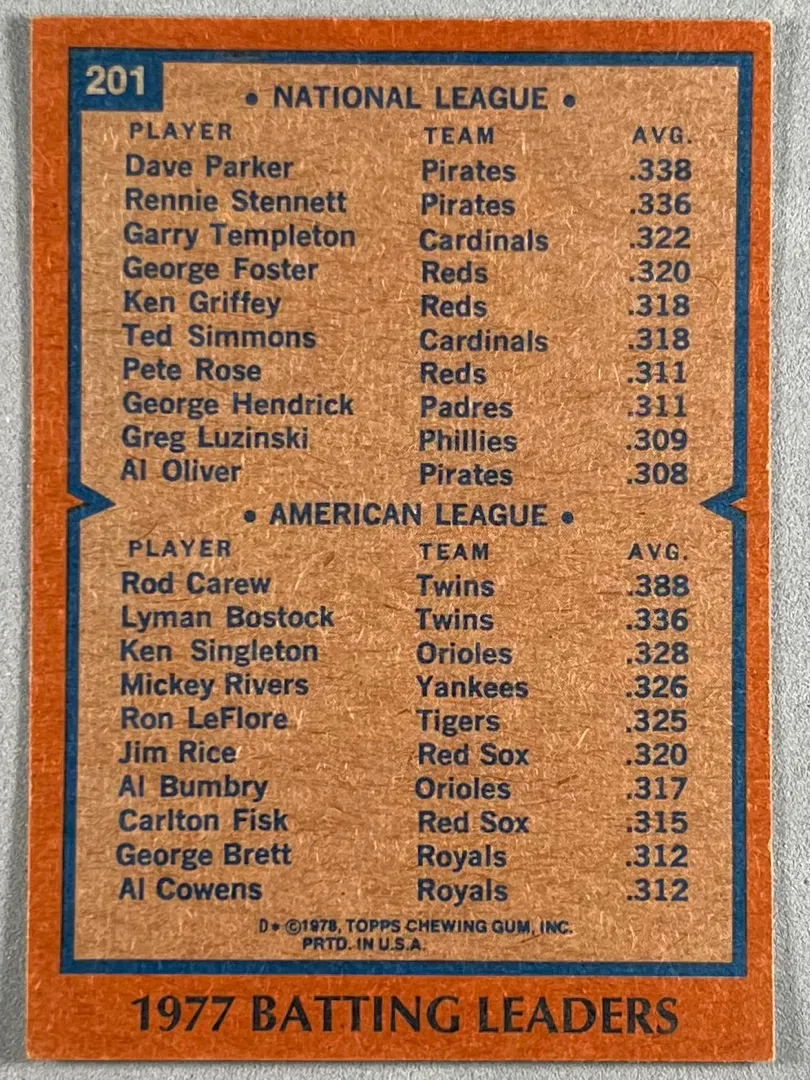 201
• NATIONAL LEAGUE •
PLAYER TEAM AVG.
Dave Parker Pirates .338
Rennie Stennett Pirates .336
Garry Templeton Cardinals .322
George Foster Reds .320
Ken Griffey Reds .318
Ted Simmons Cardinals .318
Pete Rose Reds .311
George Hendrick Padres .311
Greg Luzinski Phillies .309
Al Oliver Pirates .308
• AMERICAN LEAGUE •
PLAYER TEAM AVG.
Rod Carew Twins .388
Lyman Bostock Twins .336
Ken Singleton Orioles .328
Mickey Rivers Yankees .326
Ron LeFlore Tigers .325
Jim Rice Red Sox .320
Al Bumbry Orioles .317
Carlton Fisk Red Sox .315
George Brett Royals .312
Al Cowens Royals .312
D* ©1978, TOPPS CHEWING GUM, INC.
PRTD. IN U.S.A.
1977 BATTING LEADERS